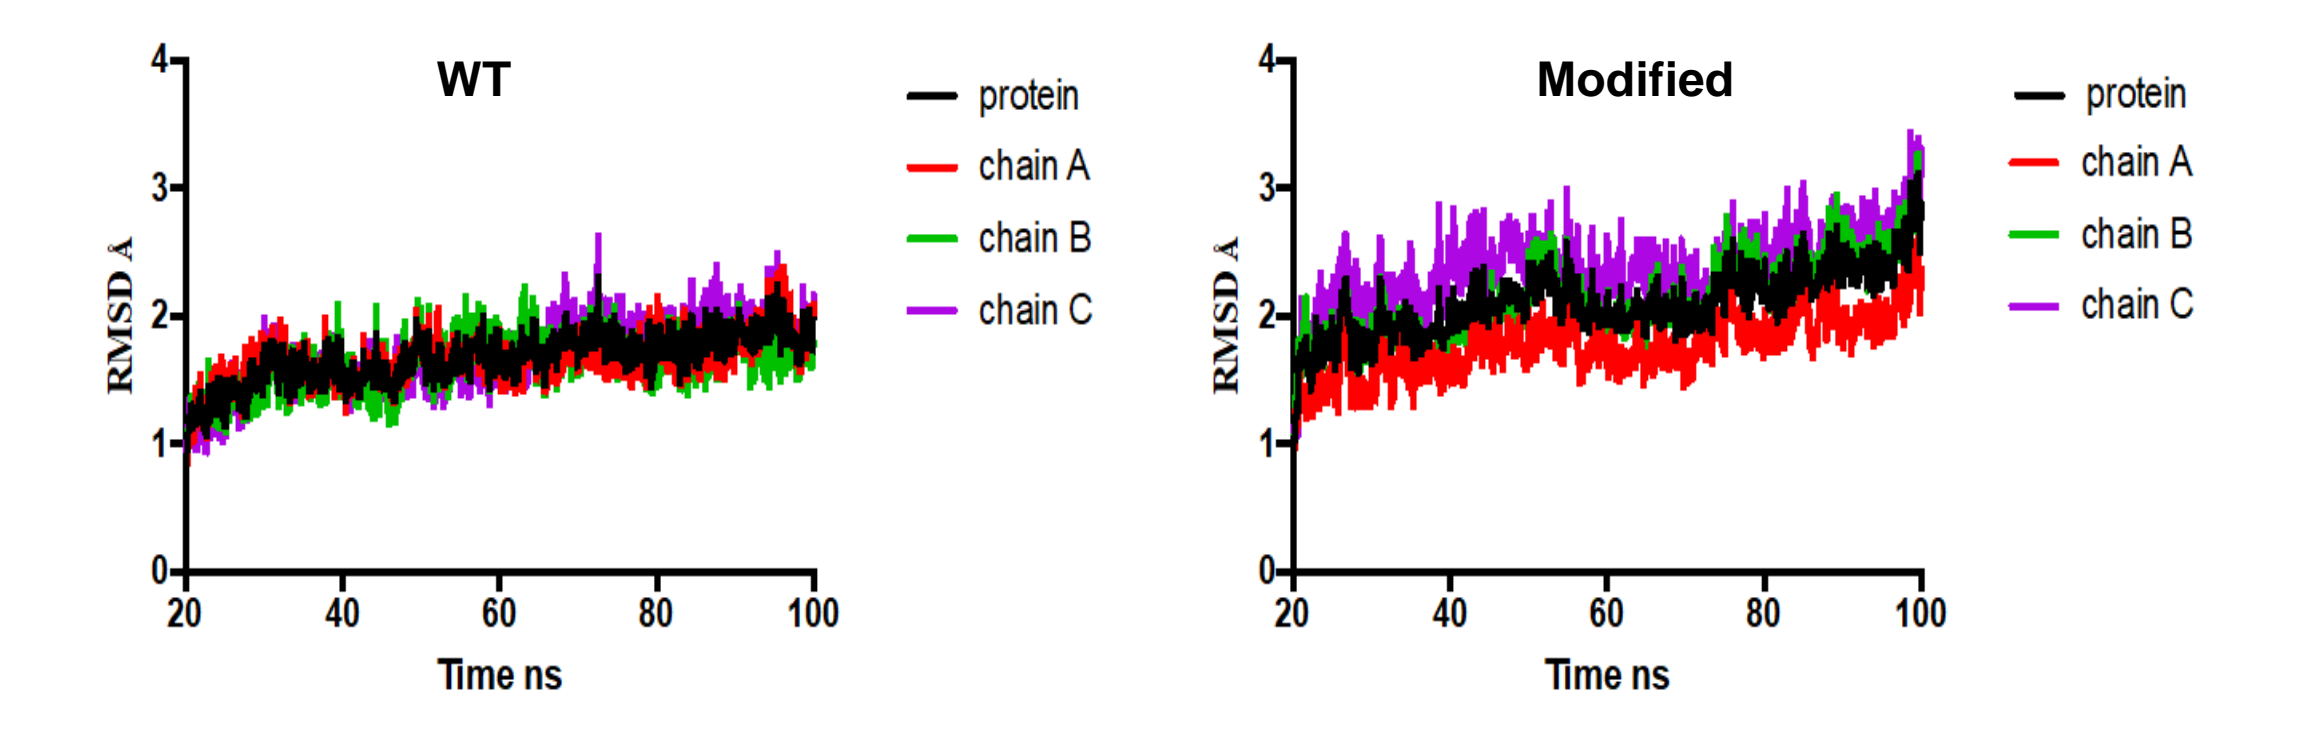 WT
4
3
2
1
0
RMSD Å
20 40 60 80 100
Time ns
protein
chain A
chain B
chain C
Modified
4
3
2
1
0
RMSD Å
20 40 60 80 100
Time ns
protein
chain A
chain B
chain C